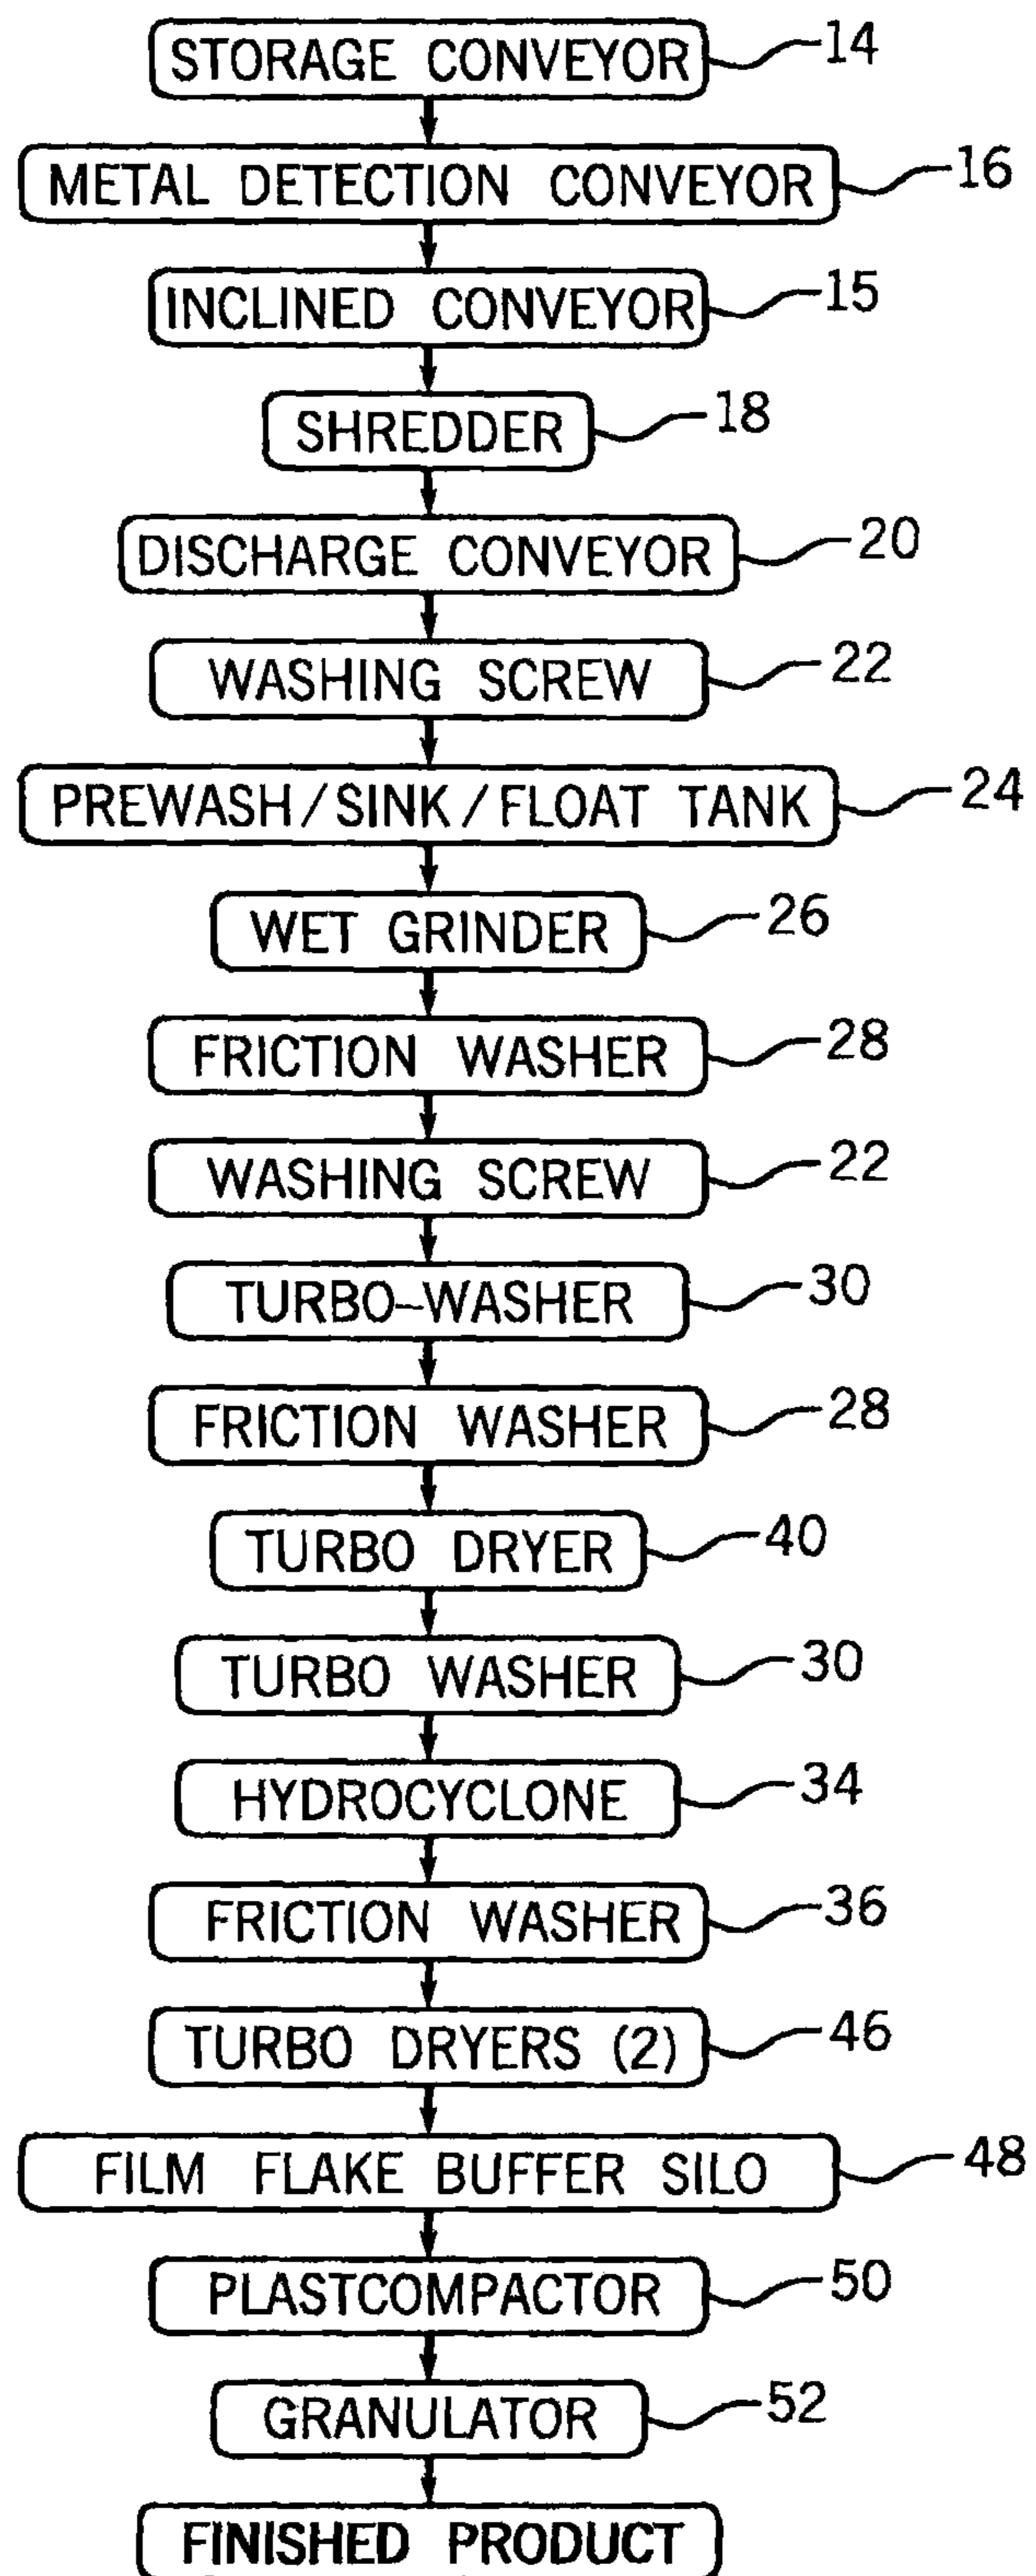 STORAGE CONVEYOR 14
METAL DETECTION CONVEYOR 16
INCLINED CONVEYOR 15
SHREDDER 18
DISCHARGE CONVEYOR 20
WASHING SCREW 22
PREWASH/SINK/FLOAT TANK 24
WET GRINDER 26
FRICTION WASHER 28
WASHING SCREW 22
TURBO-WASHER 30
FRICTION WASHER 28
TURBO DRYER 40
TURBO WASHER 30
HYDROCYCLONE 34
FRICTION WASHER 36
TURBO DRYERS (2) 46
FILM FLAKE BUFFER SILO 48
PLASTCOMPACTOR 50
GRANULATOR 52
FINISHED PRODUCT